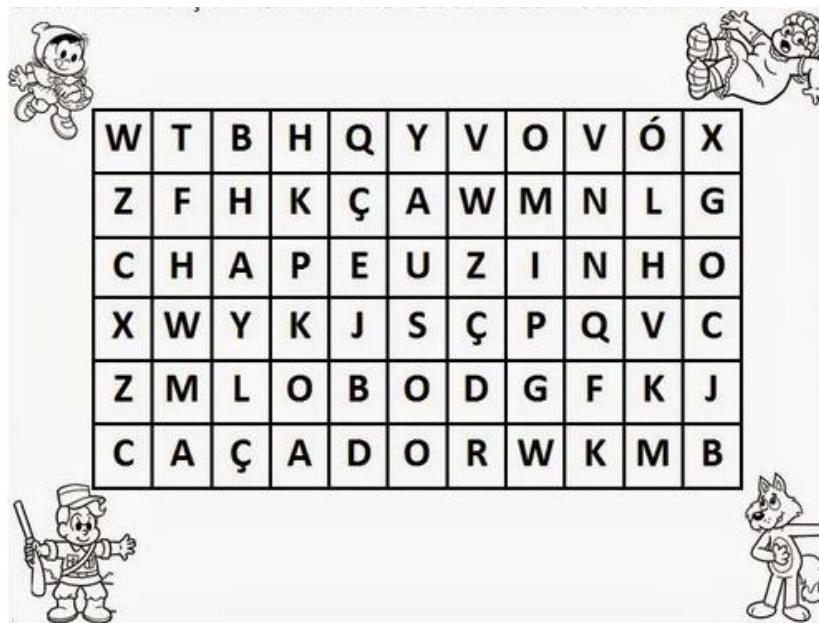 W T B H Q Y V O V Ó X
Z F H K Ç A W M N L G
C H A P E U Z I N H O
X W Y K J S Ç P Q V C
Z M L O B O D G F K J
C A Ç A D O R W K M B